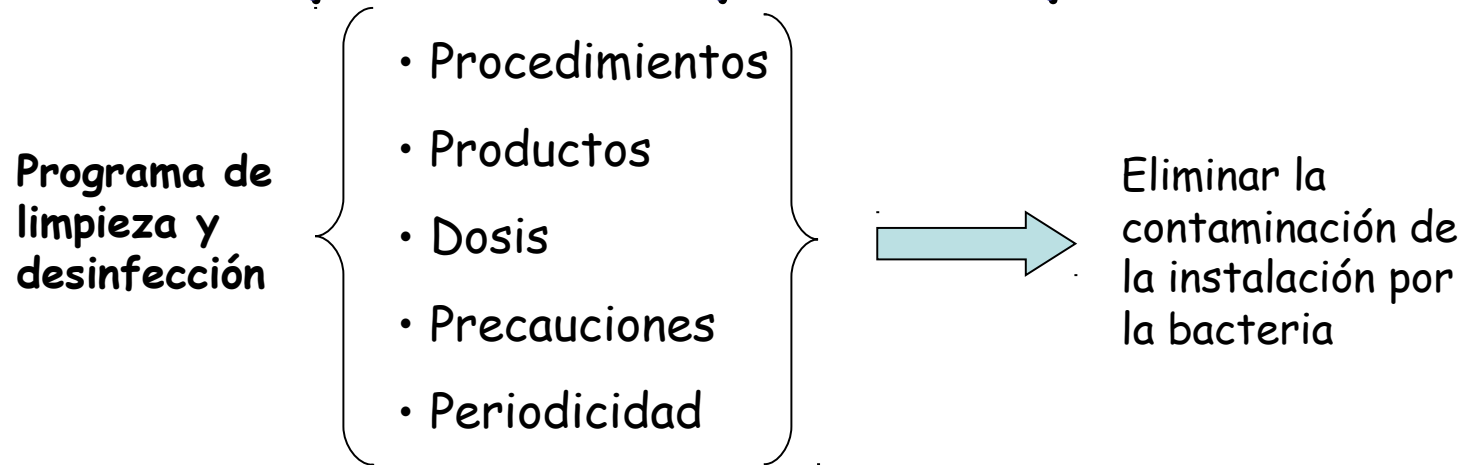 Programa de
limpieza y
desinfección
• Procedimientos
• Productos
• Dosis
• Precauciones
• Periodicidad
Eliminar la
contaminación de
la instalación por
la bacteria